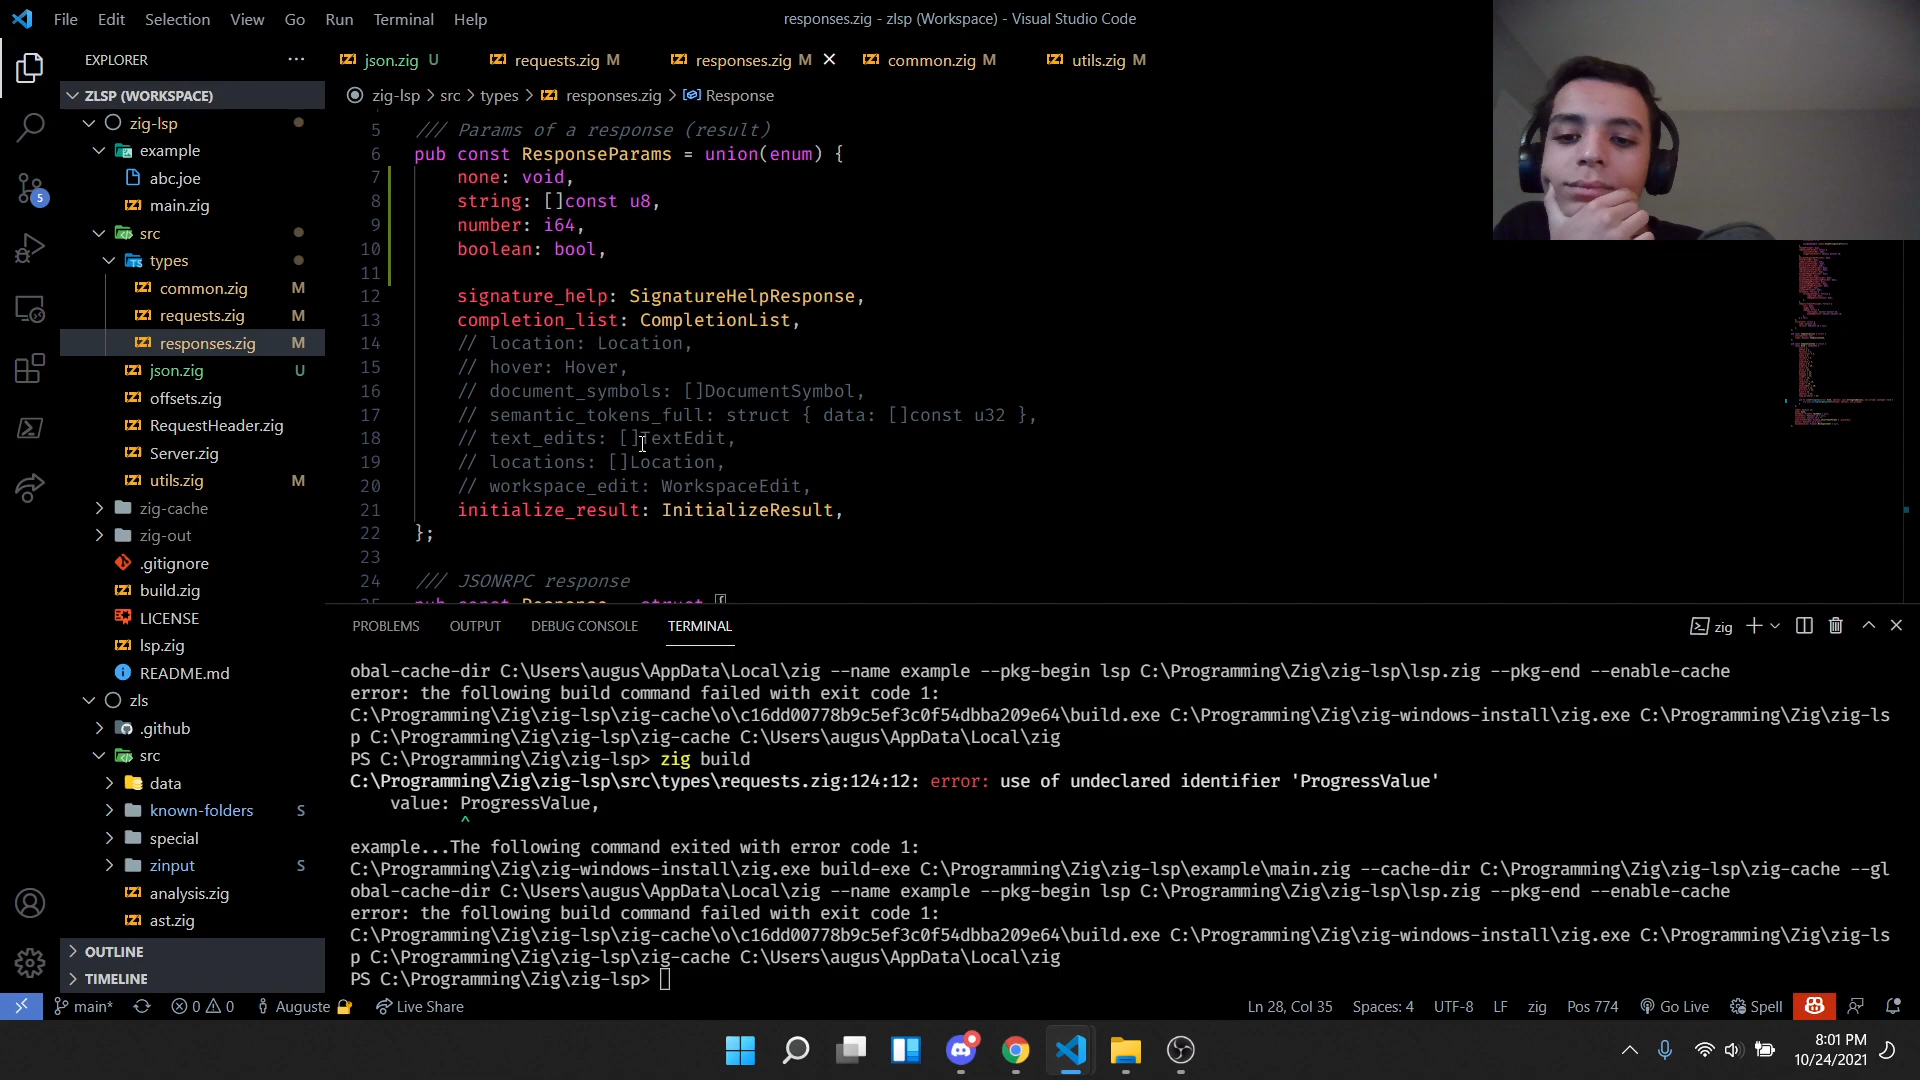 File Edit Selection View Go Run Terminal Help
responses.zig - zlsp (Workspace) - Visual Studio Code
EXPLORER
ZLSP (WORKSPACE)
zig-lsp
example
abc.joe
main.zig
src
types
common.zig M
requests.zig M
responses.zig M
json.zig U
offsets.zig
RequestHeader.zig
Server.zig
utils.zig M
zig-cache
zig-out
.gitignore
build.zig
LICENSE
lsp.zig
README.md
zls
.github
src
data
known-folders S
special
zinput S
analysis.zig
ast.zig
OUTLINE
TIMELINE
5
json.zig U requests.zig M responses.zig M common.zig M utils.zig M
zig-lsp > src > types > responses.zig > Response
5 /// Params of a response (result)
6 pub const ResponseParams = union(enum) {
7 none: void,
8 string: []const u8,
9 number: i64,
10 boolean: bool,
11
12 signature_help: SignatureHelpResponse,
13 completion_list: CompletionList,
14 // location: Location,
15 // hover: Hover,
16 // document_symbols: []DocumentSymbol,
17 // semantic_tokens_full: struct { data: []const u32 },
18 // text_edits: []TextEdit,
19 // locations: []Location,
20 // workspace_edit: WorkspaceEdit,
21 initialize_result: InitializeResult,
22 };
23
24 /// JSONRPC response
PROBLEMS OUTPUT DEBUG CONSOLE TERMINAL
zig
obal-cache-dir C:\Users\augus\AppData\Local\zig --name example --pkg-begin lsp C:\Programming\Zig\zig-lsp\lsp.zig --pkg-end --enable-cache
error: the following build command failed with exit code 1:
C:\Programming\Zig\zig-lsp\zig-cache\o\c16dd00778b9c5ef3c0f54dbba209e64\build.exe C:\Programming\Zig\zig-windows-install\zig.exe C:\Programming\Zig\zig-ls
p C:\Programming\Zig\zig-lsp\zig-cache C:\Users\augus\AppData\Local\zig
PS C:\Programming\Zig\zig-lsp> zig build
C:\Programming\Zig\zig-lsp\src\types\requests.zig:124:12: error: use of undeclared identifier 'ProgressValue'
value: ProgressValue,
^
example...The following command exited with error code 1:
C:\Programming\Zig\zig-windows-install\zig.exe build-exe C:\Programming\Zig\zig-lsp\example\main.zig --cache-dir C:\Programming\Zig\zig-lsp\zig-cache --gl
obal-cache-dir C:\Users\augus\AppData\Local\zig --name example --pkg-begin lsp C:\Programming\Zig\zig-lsp\lsp.zig --pkg-end --enable-cache
error: the following build command failed with exit code 1:
C:\Programming\Zig\zig-lsp\zig-cache\o\c16dd00778b9c5ef3c0f54dbba209e64\build.exe C:\Programming\Zig\zig-windows-install\zig.exe C:\Programming\Zig\zig-ls
p C:\Programming\Zig\zig-lsp\zig-cache C:\Users\augus\AppData\Local\zig
PS C:\Programming\Zig\zig-lsp>
main* 0 0 Auguste Live Share
Ln 28, Col 35 Spaces: 4 UTF-8 LF zig Pos 774 Go Live Spell
8:01 PM
10/24/2021